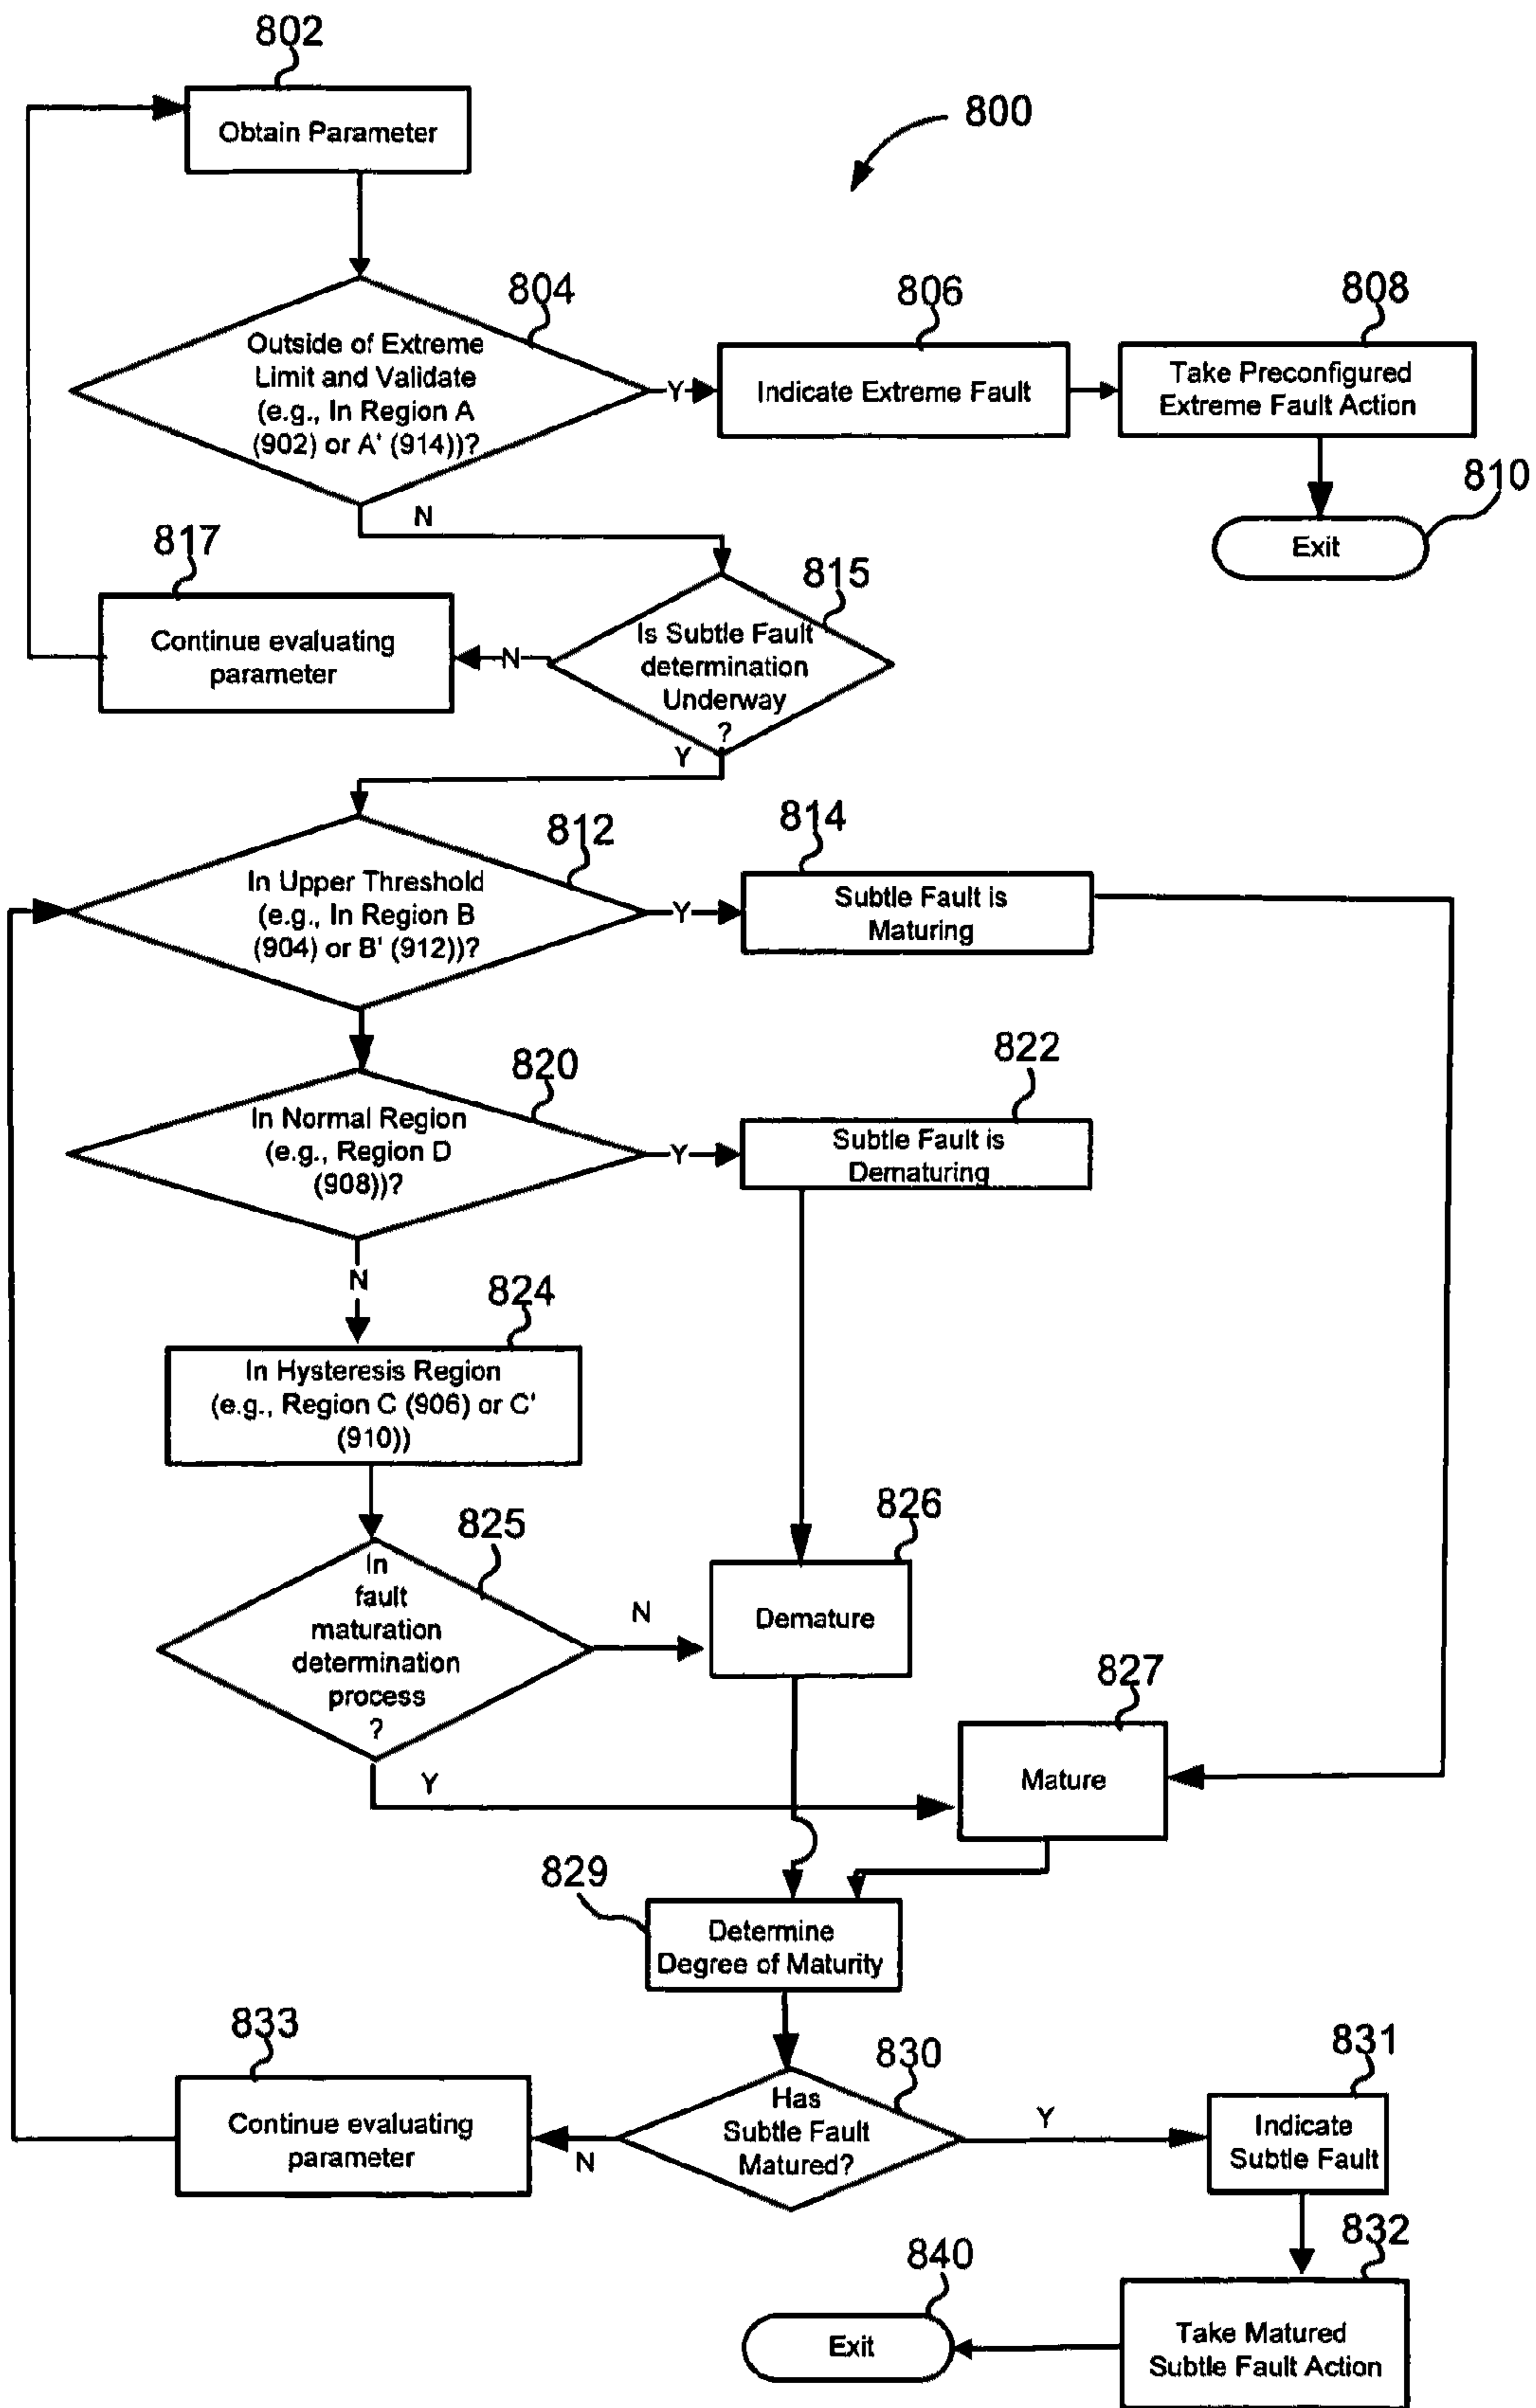 802
Obtain Parameter
800
804
Outside of Extreme
Limit and Validate
(e.g., In Region A
(902) or A' (914))?
Y
806
Indicate Extreme Fault
808
Take Preconfigured
Extreme Fault Action
810
Exit
N
817
Continue evaluating
parameter
N
815
Is Subtle Fault
determination
Underway
?
Y
812
In Upper Threshold
(e.g., In Region B
(904) or B' (912))?
Y
814
Subtle Fault is
Maturing
820
In Normal Region
(e.g., Region D
(908))?
Y
822
Subtle Fault is
Dematuring
N
824
In Hysteresis Region
(e.g., Region C (906) or C'
(910))
825
In
fault
maturation
determination
process
?
N
826
Demature
Y
827
Mature
829
Determine
Degree of Maturity
833
Continue evaluating
parameter
N
830
Has
Subtle Fault
Matured?
Y
831
Indicate
Subtle Fault
832
Take Matured
Subtle Fault Action
840
Exit